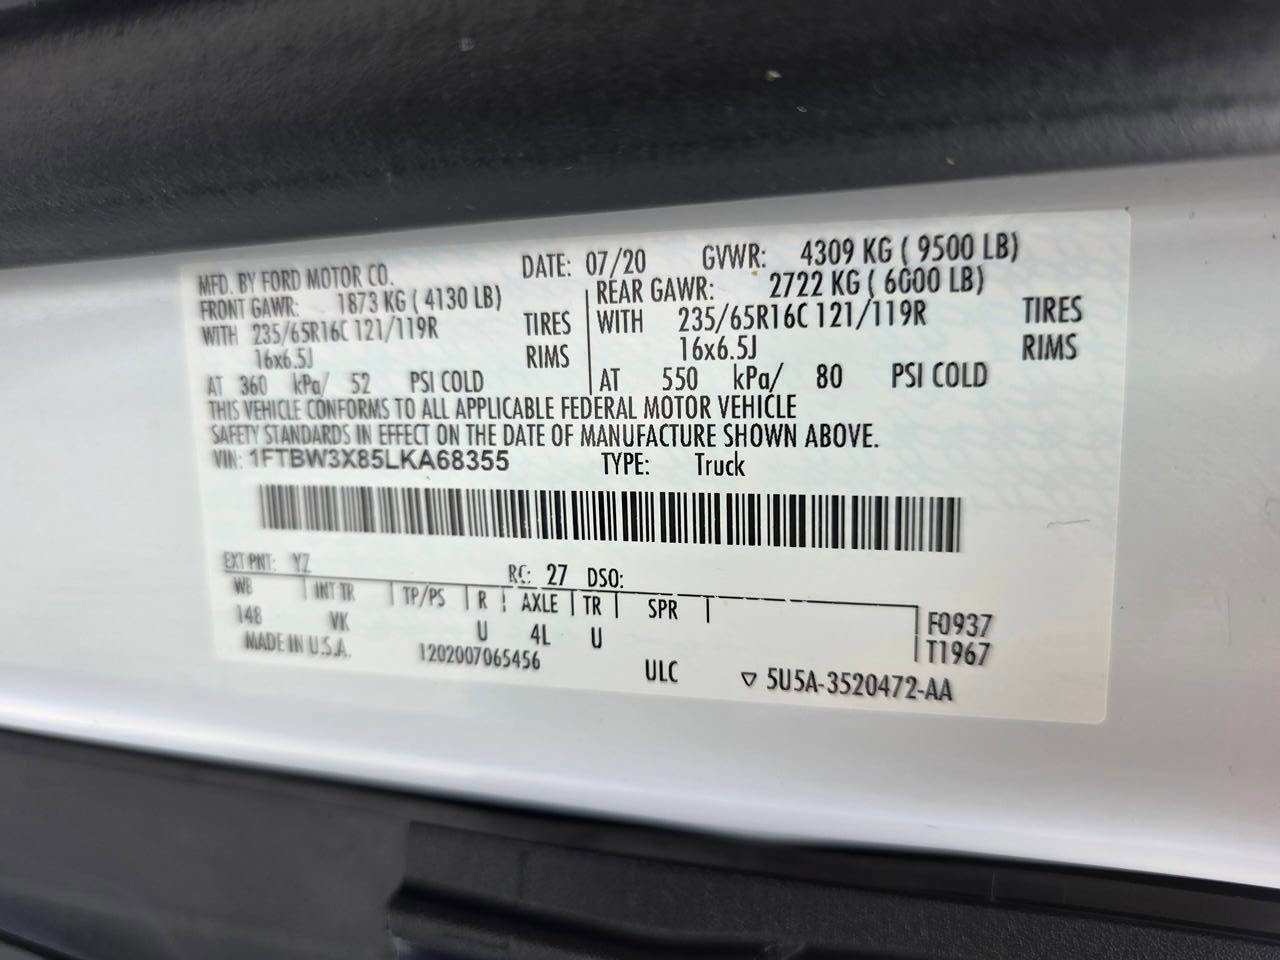 MFD. BY FORD MOTOR CO. DATE: 07/20 GVWR: 4309 KG ( 9500 LB)
FRONT GAWR: 1873 KG ( 4130 LB) REAR GAWR: 2722 KG ( 6000 LB)
WITH 235/65R16C 121/119R TIRES WITH 235/65R16C 121/119R TIRES
16x6.5J RIMS 16x6.5J RIMS
AT 360 kPa/ 52 PSI COLD AT 550 kPa/ 80 PSI COLD
THIS VEHICLE CONFORMS TO ALL APPLICABLE FEDERAL MOTOR VEHICLE
SAFETY STANDARDS IN EFFECT ON THE DATE OF MANUFACTURE SHOWN ABOVE.
VIN: 1FTBW3X85LKA68355 TYPE: Truck
EXT PNT: YZ RC: 27 DSO:
WB INT TR TP/PS R AXLE TR SPR F0937
148 VK U 4L U T1967
MADE IN U.S.A. 1202007065456 ULC ▽ 5U5A-3520472-AA